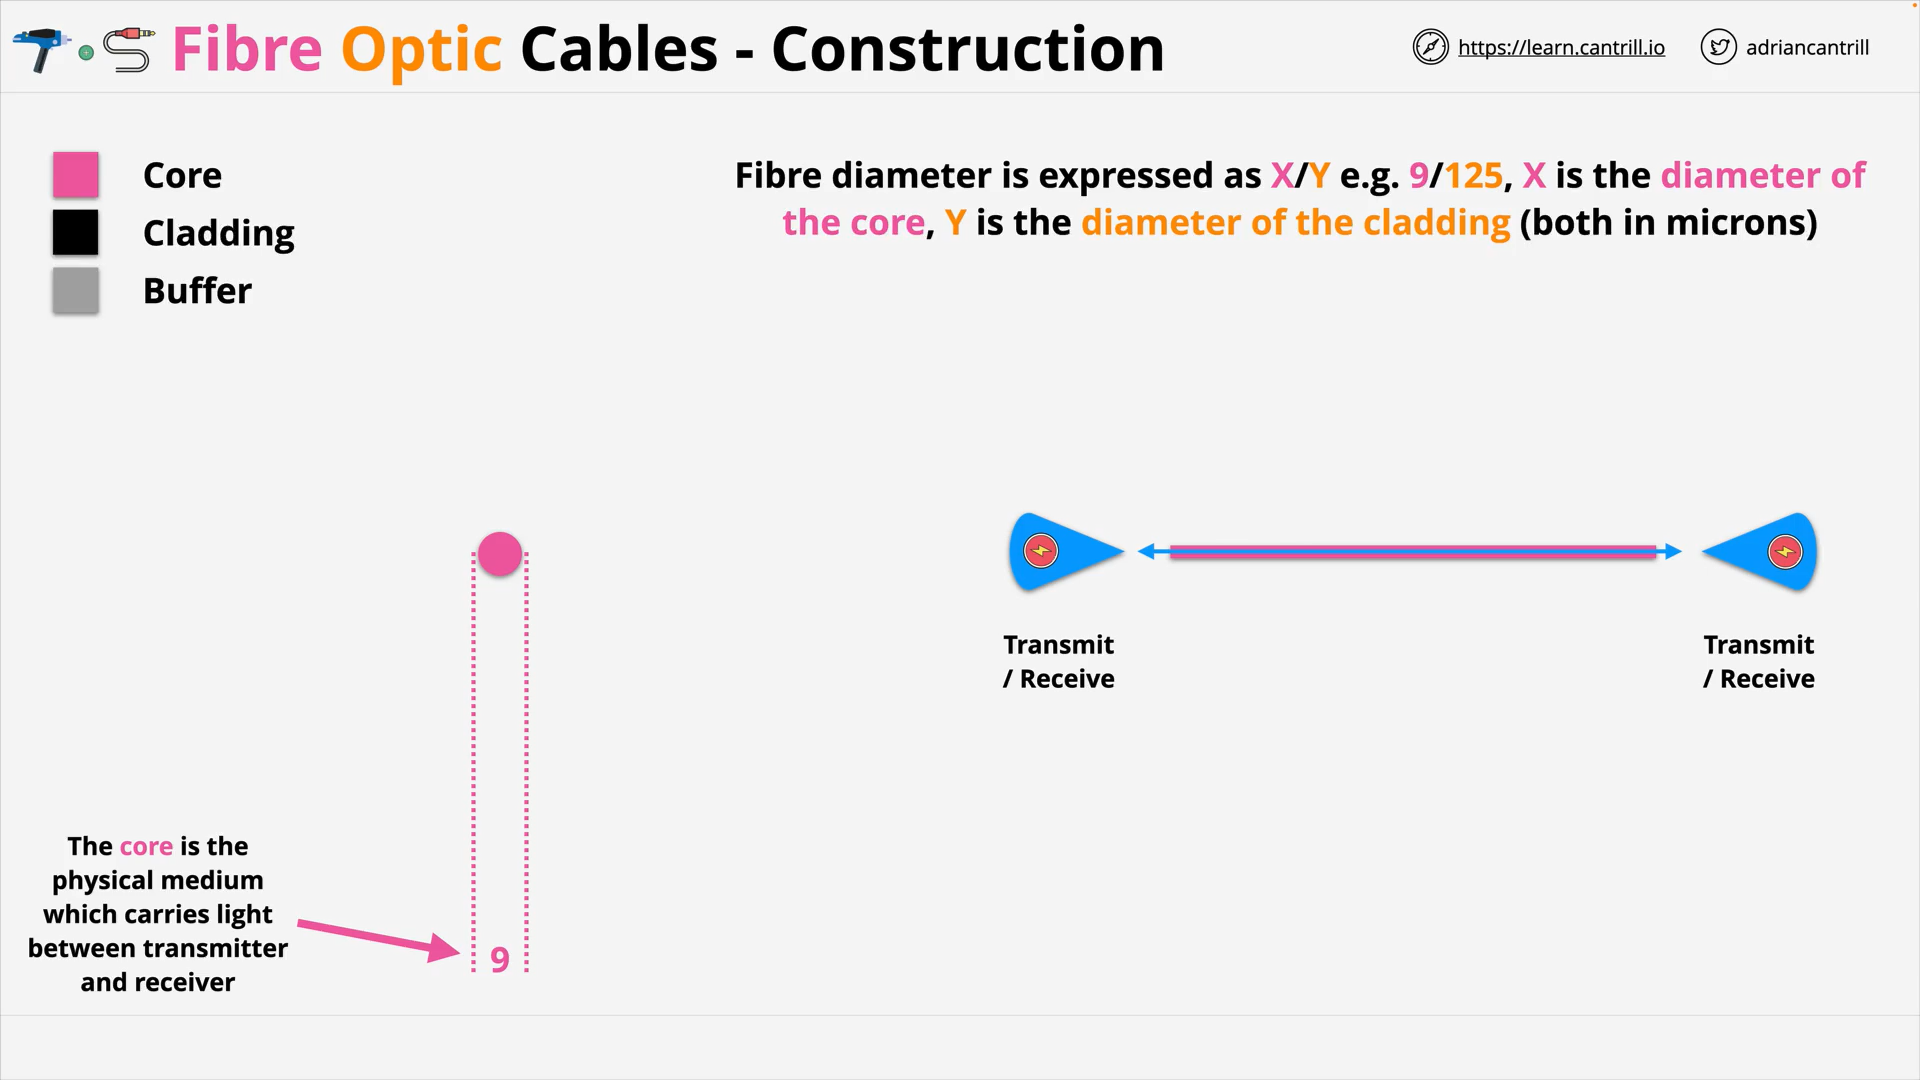 Fibre Optic Cables - Construction
https://learn.cantrill.io
adriancantrill
Core
Cladding
Buffer
Fibre diameter is expressed as X/Y e.g. 9/125, X is the diameter of
the core, Y is the diameter of the cladding (both in microns)
Transmit
/ Receive
Transmit
/ Receive
The core is the
physical medium
which carries light
between transmitter
and receiver
9